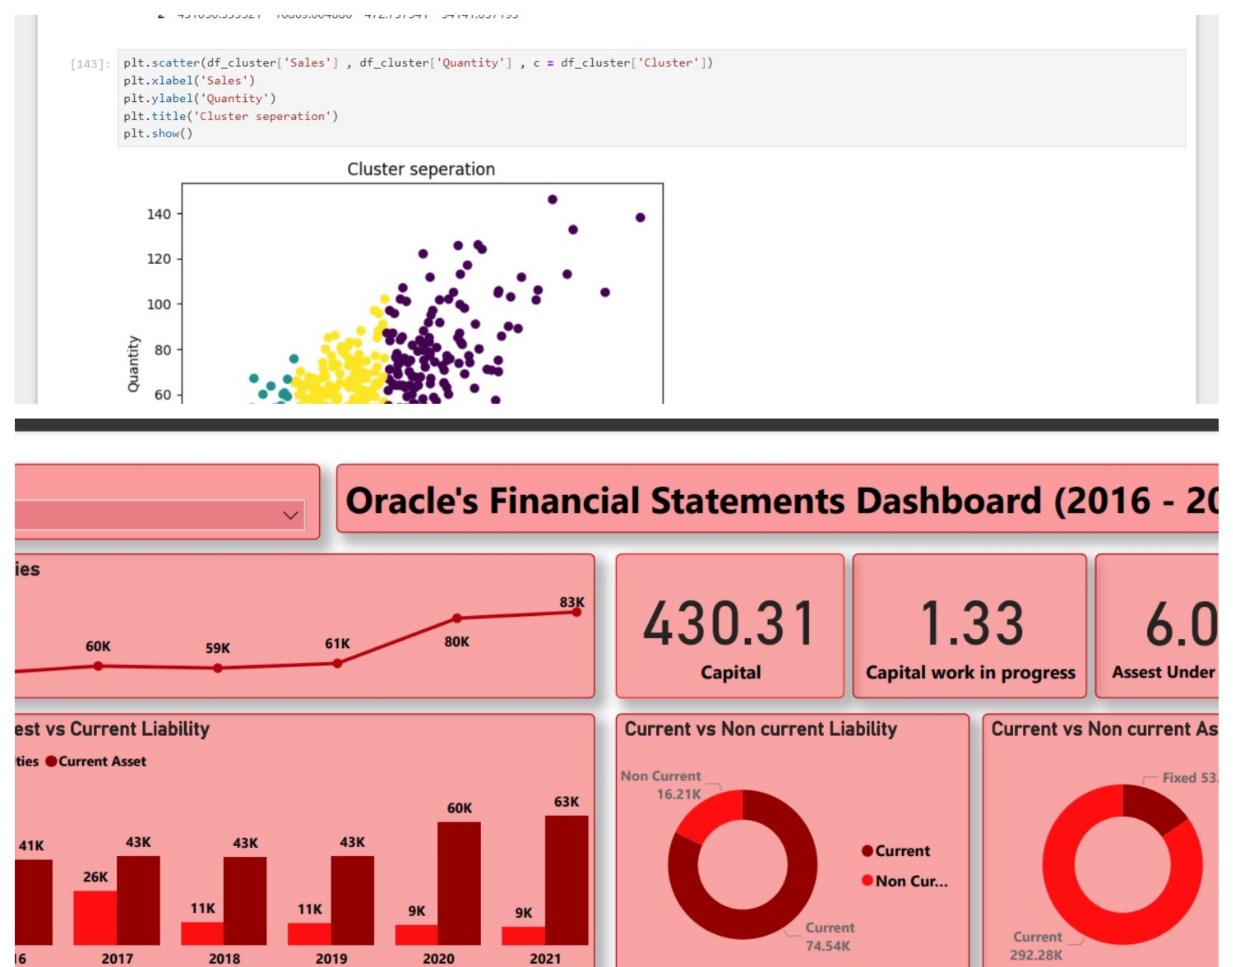 [143]: plt.scatter(df_cluster['Sales'] , df_cluster['Quantity'] , c = df_cluster['Cluster'])
plt.xlabel('Sales')
plt.ylabel('Quantity')
plt.title('Cluster seperation')
plt.show()
Cluster seperation
140
120
100
80
60
Quantity
Oracle's Financial Statements Dashboard (2016 - 20
ies
60K
59K
61K
80K
83K
430.31
Capital
1.33
Capital work in progress
6.0
Assest Under
est vs Current Liability
ties Current Asset
41K
26K 43K
11K 43K
11K 43K
9K 60K
9K 63K
16 2017 2018 2019 2020 2021
Current vs Non current Liability
Non Current
16.21K
Current
Non Cur...
Current
74.54K
Current vs Non current As
Fixed 53.
Current
292.28K